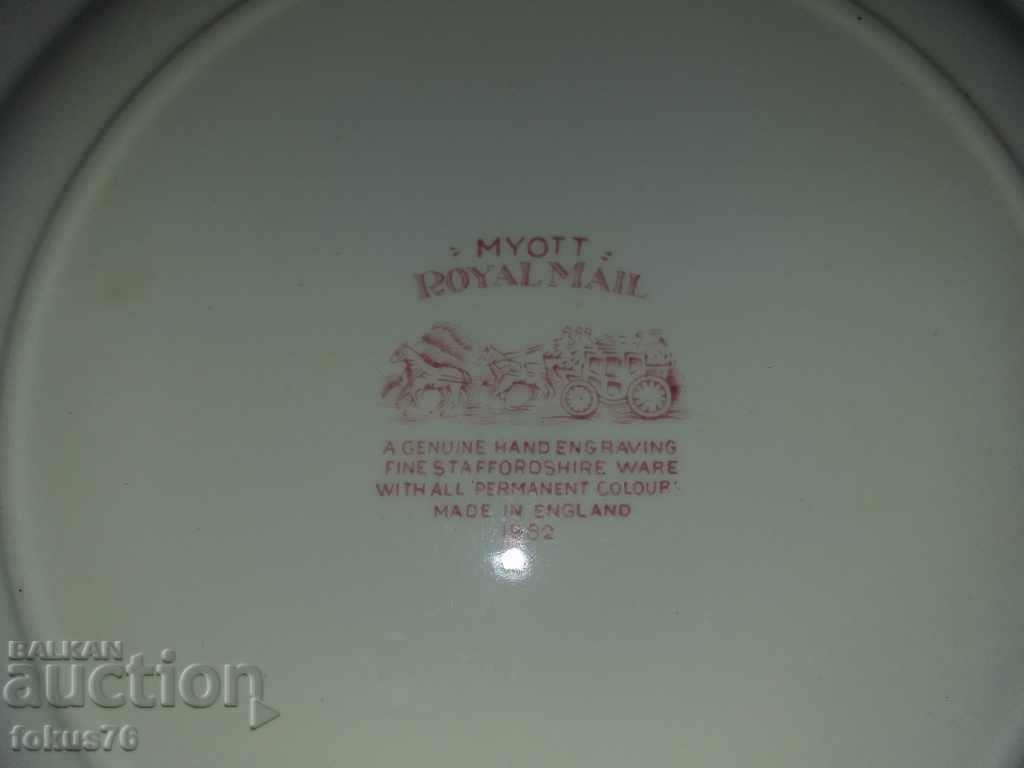 MYOTT
ROYAL MAIL
A GENUINE HAND ENGRAVING
FINE STAFFORDSHIRE WARE
WITH ALL 'PERMANENT COLOUR'
MADE IN ENGLAND
1982
BALKAN
auction
fokus76